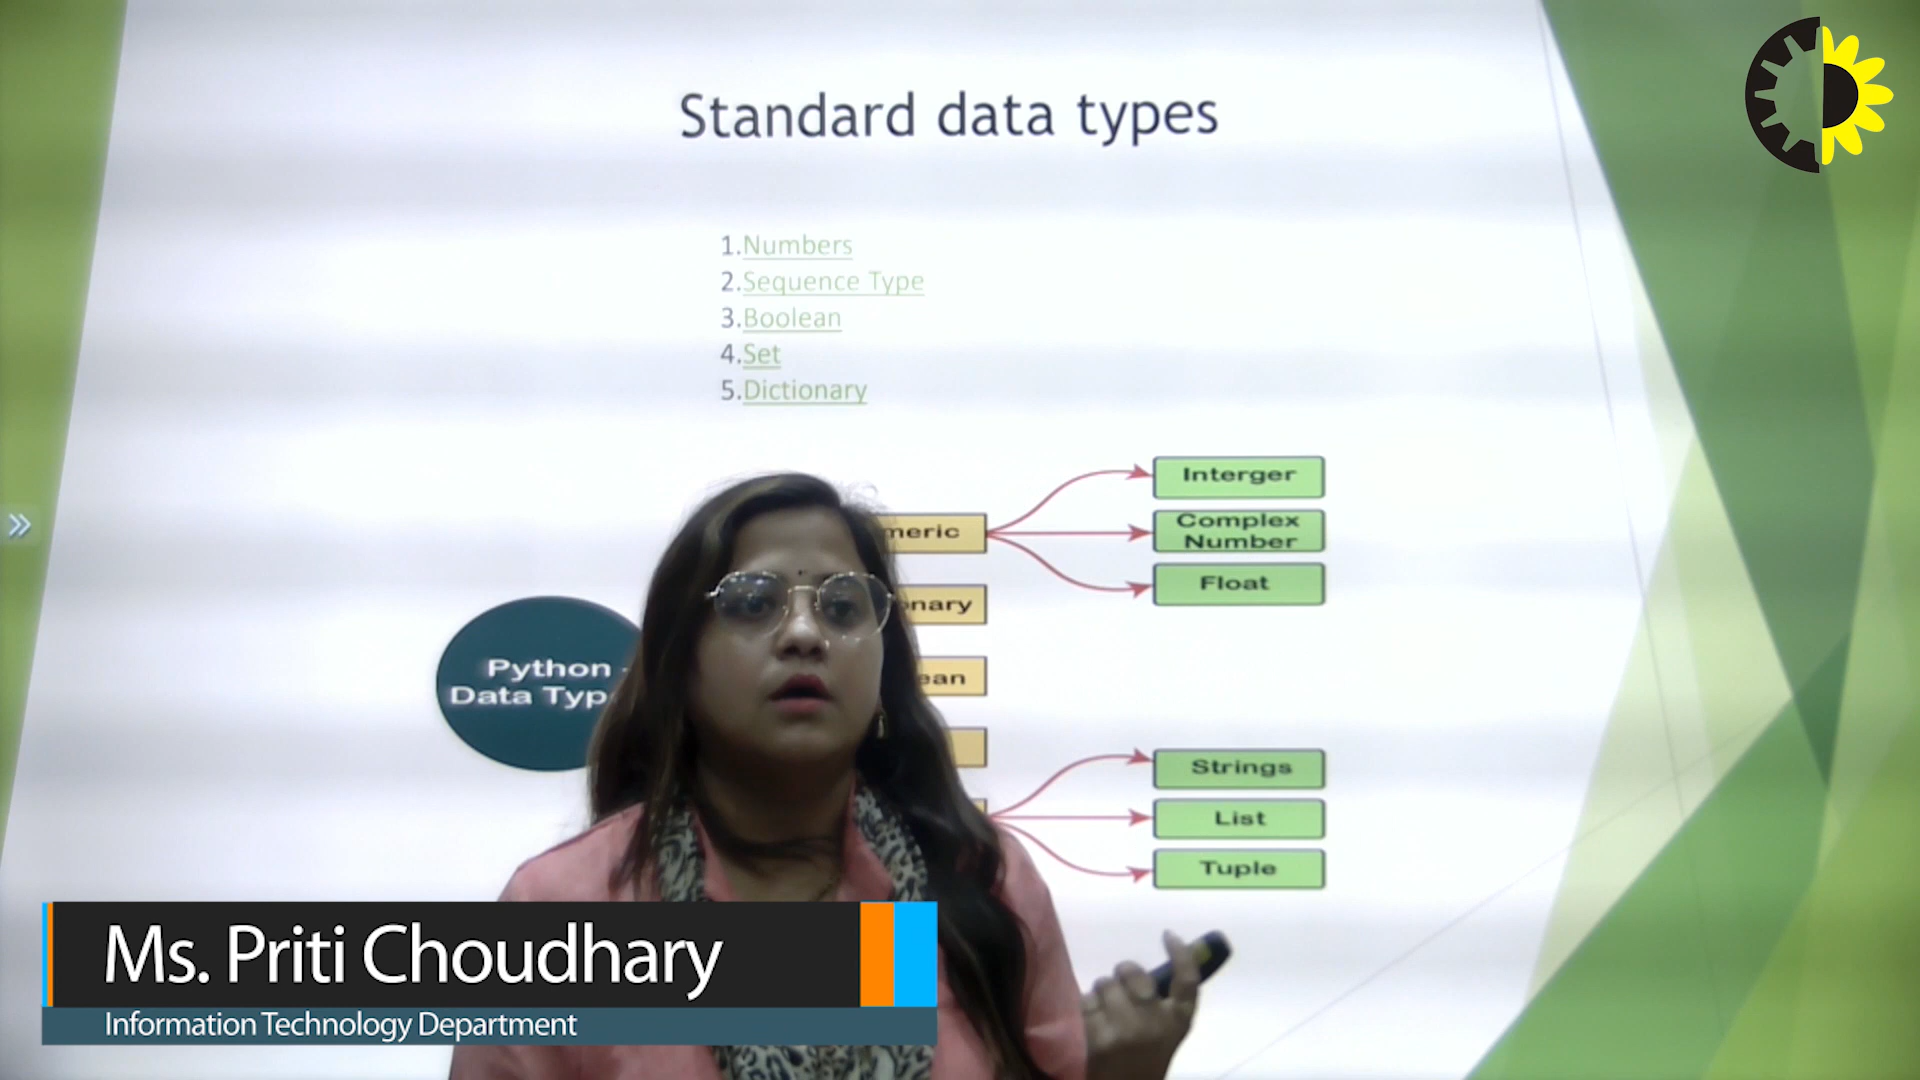 Standard data types
1.Numbers
2.Sequence Type
3.Boolean
4.Set
5.Dictionary
Interger
Complex
Number
Float
Python
Data
Strings
List
Tuple
Ms. Priti Choudhary
Information Technology Department